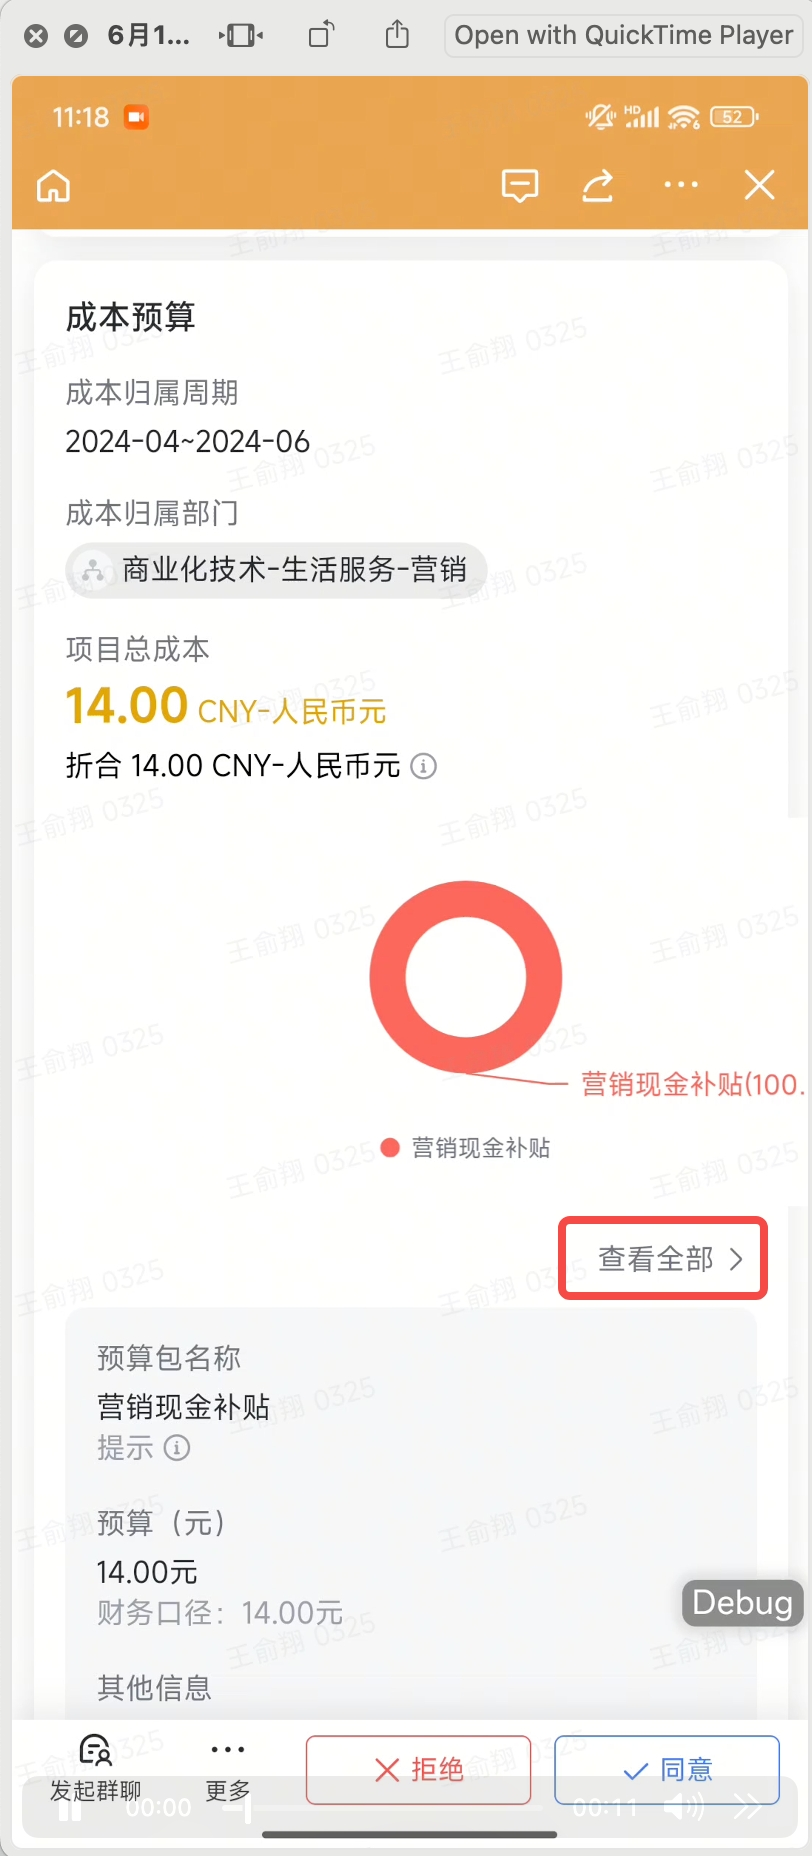 6月1...
Open with QuickTime Player
11:18
HD
6
52
成本预算
成本归属周期
2024-04~2024-06
成本归属部门
商业化技术-生活服务-营销
项目总成本
14.00 CNY-人民币元
折合 14.00 CNY-人民币元
营销现金补贴(100.
营销现金补贴
查看全部
预算包名称
营销现金补贴
提示
预算（元）
14.00元
财务口径：14.00元
Debug
其他信息
发起群聊
更多
拒绝
同意
00:00
00:11
王俞翔 0325